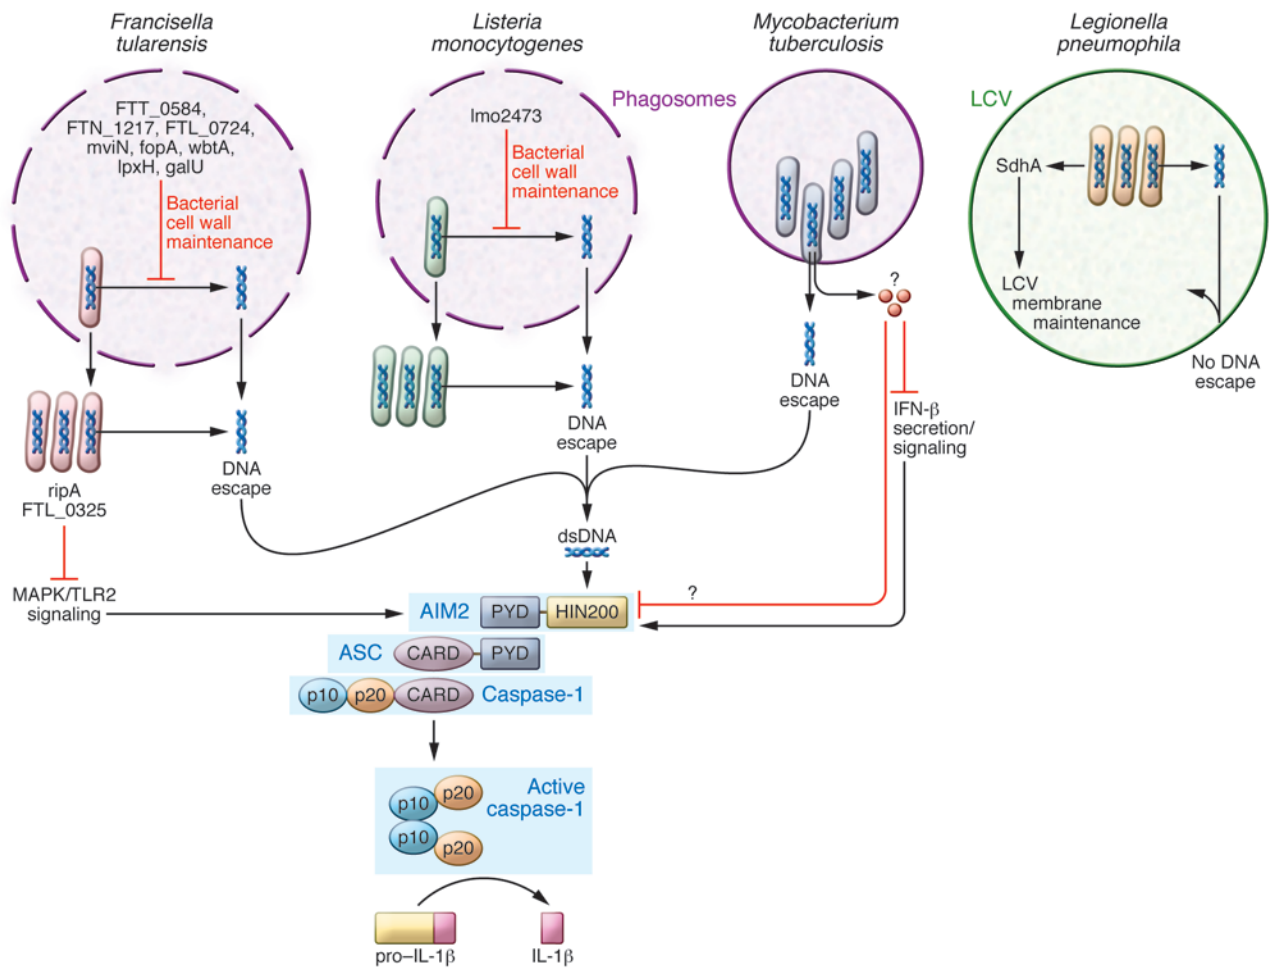 Francisella
tularensis
FTT_0584,
FTN_1217, FTL_0724,
mviN, fopA, wbtA,
lpxH, galU
Bacterial
cell wall
maintenance
DNA
escape
ripA
FTL_0325
MAPK/TLR2
signaling
Listeria
monocytogenes
lmo2473
Bacterial
cell wall
maintenance
DNA
escape
Phagosomes
Mycobacterium
tuberculosis
?
DNA
escape
IFN-β
secretion/
signaling
Legionella
pneumophila
LCV
SdhA
LCV
membrane
maintenance
No DNA
escape
dsDNA
?
AIM2 PYD HIN200
ASC CARD PYD
p10 p20 CARD Caspase-1
Active
caspase-1
p10 p20
p10 p20
pro–IL-1β IL-1β